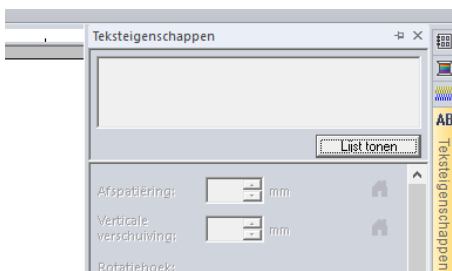 Teksteigenschappen
Lijst tonen
AB
Teksteigenschappen
Afspatiëring:
mm
Verticale
verschuiving:
mm
Rotatiehoek: